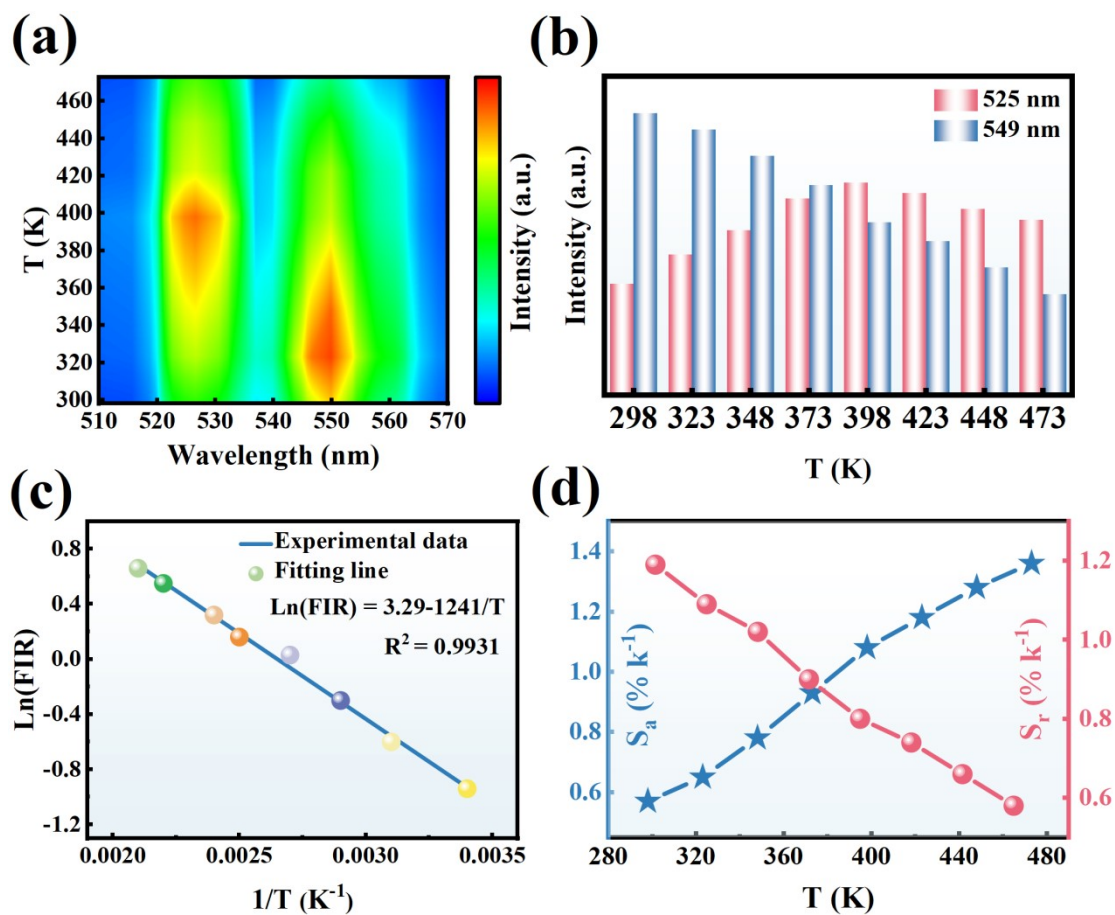 (a)
460
440
420
400
380
360
340
320
300
T (K)
510 520 530 540 550 560 570
Wavelength (nm)
Intensity (a.u.)
(b)
525 nm
549 nm
Intensity (a.u.)
298 323 348 373 398 423 448 473
T (K)
(c)
Experimental data
Fitting line
Ln(FIR) = 3.29-1241/T
R² = 0.9931
0.8
0.4
0.0
-0.4
-0.8
-1.2
Ln(FIR)
0.0020 0.0025 0.0030 0.0035
1/T (K⁻¹)
(d)
1.4
1.2
1.0
0.8
0.6
Sₐ (% k⁻¹)
1.2
1.0
0.8
0.6
Sᵣ (% k⁻¹)
280 320 360 400 440 480
T (K)